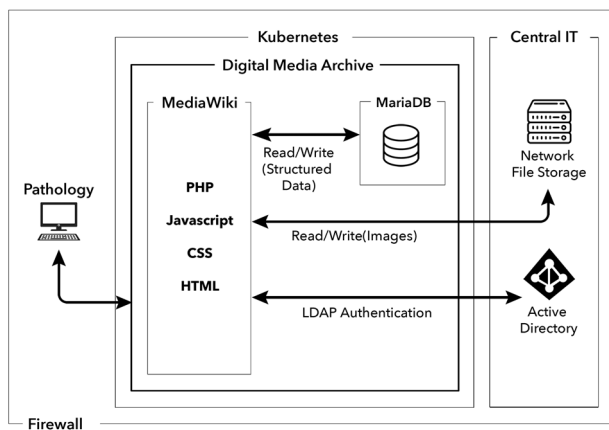 Kubernetes
Central IT
Digital Media Archive
MediaWiki
MariaDB
Read/Write
(Structured
Data)
Network
File Storage
Pathology
PHP
Javascript
CSS
HTML
Read/Write(Images)
LDAP Authentication
Active
Directory
Firewall